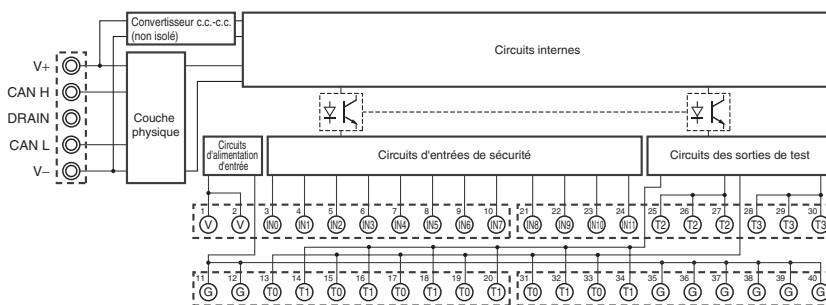 Convertisseur c.c.-c.c.
(non isolé)
Circuits internes
V+
CAN H
DRAIN
CAN L
V–
Couche
physique
Circuits
d'alimentation
d'entrée
Circuits d'entrées de sécurité
Circuits des sorties de test
1 2 3 4 5 6 7 8 9 10 21 22 23 24 25 26 27 28 29 30
V V IN0 IN1 IN2 IN3 IN4 IN5 IN6 IN7 IN8 IN9 IN10 IN11 T2 T2 T2 T3 T3 T3
11 12 13 14 15 16 17 18 19 20 31 32 33 34 35 36 37 38 39 40
G G T0 T1 T0 T1 T0 T1 T0 T1 T0 T1 T0 T1 G G G G G G